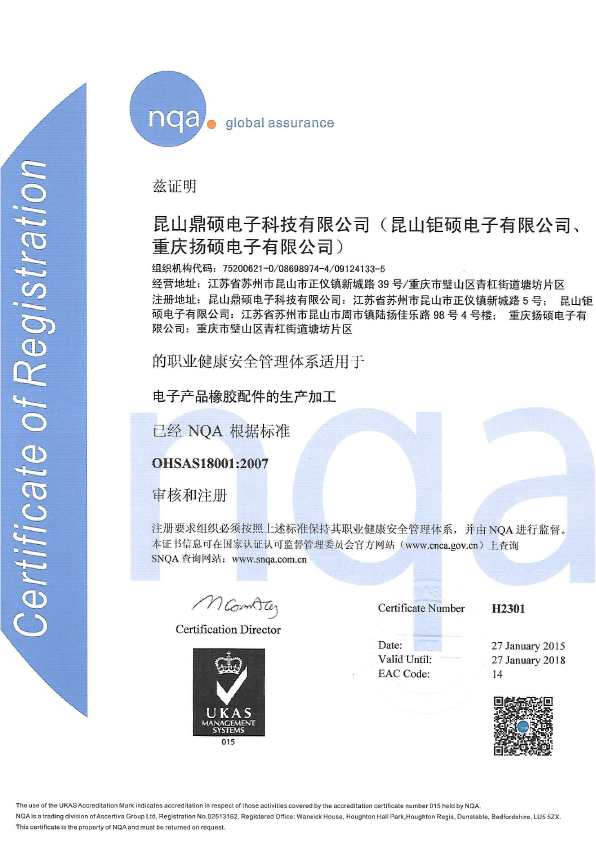 Certificate of Registration
nqa. global assurance
兹证明
昆山鼎硕电子科技有限公司（昆山钜硕电子有限公司、
重庆扬硕电子有限公司）
组织机构代码：75200621-0/08698974-4/09124133-5
经营地址：江苏省苏州市昆山市正仪镇新城路 39 号/重庆市璧山区青杠街道塘坊片区
注册地址：昆山鼎硕电子科技有限公司：江苏省苏州市昆山市正仪镇新城路 5 号； 昆山钜
硕电子有限公司：江苏省苏州市昆山市周市镇陆扬佳乐路 98 号 4 号楼； 重庆扬硕电子有
限公司：重庆市璧山区青杠街道塘坊片区
的职业健康安全管理体系适用于
电子产品橡胶配件的生产加工
已经 NQA 根据标准
OHSAS18001:2007
审核和注册
注册要求组织必须按照上述标准保持其职业健康安全管理体系，并由 NQA 进行监督。
本证书信息可在国家认证认可监督管理委员会官方网站（www.cnca.gov.cn）上查询
SNQA 查询网站：www.snqa.com.cn
Certification Director
Certificate Number H2301
Date: 27 January 2015
Valid Until: 27 January 2018
EAC Code: 14
UKAS
MANAGEMENT
SYSTEMS
015
nqa
The use of the UKAS Accreditation Mark indicates accreditation in respect of those activities covered by the accreditation certificate number 015 held by NQA.
NQA is a trading division of Ascertiva Group Ltd, Registration No.02513162. Registered Office: Warwick House, Houghton Hall Park,Houghton Regis, Dunstable, Bedfordshire, LU5 5ZX.
This certificate is the property of NQA and must be returned on request.